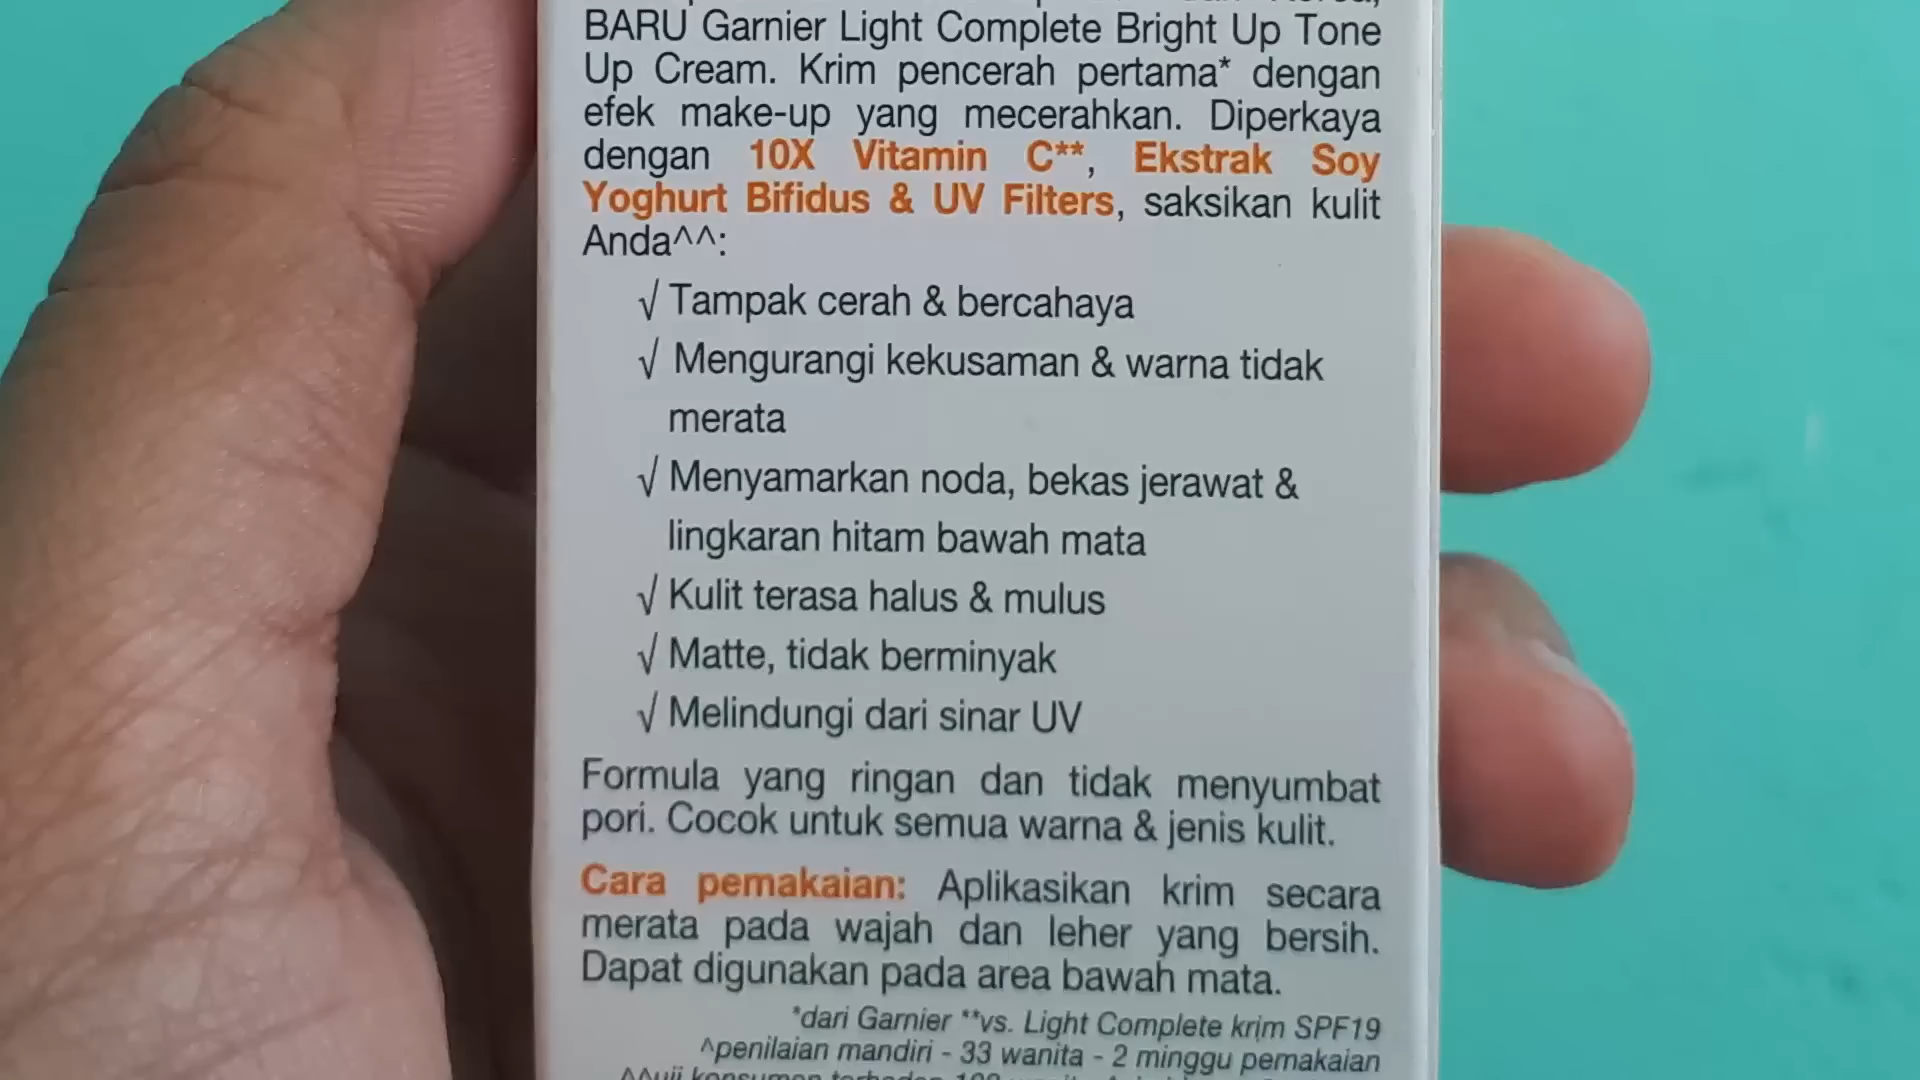 BARU Garnier Light Complete Bright Up Tone
Up Cream. Krim pencerah pertama* dengan
efek make-up yang mecerahkan. Diperkaya
dengan 10X Vitamin C**, Ekstrak Soy
Yoghurt Bifidus & UV Filters, saksikan kulit
Anda^^:
√ Tampak cerah & bercahaya
√ Mengurangi kekusaman & warna tidak
merata
√ Menyamarkan noda, bekas jerawat &
lingkaran hitam bawah mata
√ Kulit terasa halus & mulus
√ Matte, tidak berminyak
√ Melindungi dari sinar UV
Formula yang ringan dan tidak menyumbat
pori. Cocok untuk semua warna & jenis kulit.
Cara pemakaian: Aplikasikan krim secara
merata pada wajah dan leher yang bersih.
Dapat digunakan pada area bawah mata.
*dari Garnier **vs. Light Complete krim SPF19
^penilaian mandiri - 33 wanita - 2 minggu pemakaian
^^uji konsumen terhadap